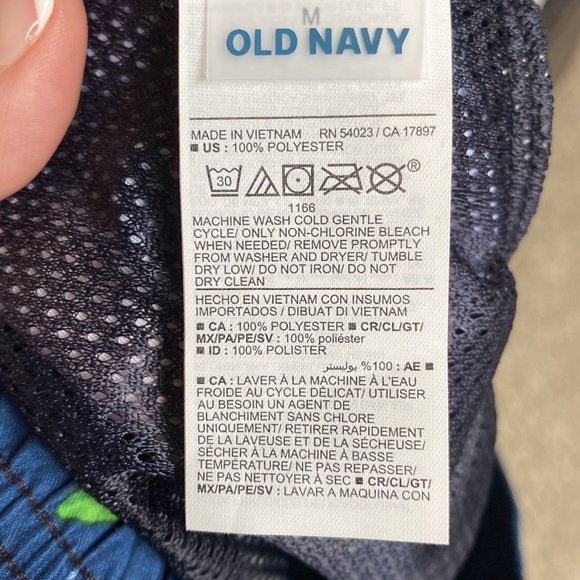 M
OLD NAVY
MADE IN VIETNAM RN 54023 / CA 17897
■ US : 100% POLYESTER
30
®
1166
MACHINE WASH COLD GENTLE
CYCLE/ ONLY NON-CHLORINE BLEACH
WHEN NEEDED/ REMOVE PROMPTLY
FROM WASHER AND DRYER/ TUMBLE
DRY LOW/ DO NOT IRON/ DO NOT
DRY CLEAN
HECHO EN VIETNAM CON INSUMOS
IMPORTADOS / DIBUAT DI VIETNAM
■ CA : 100% POLYESTER ■ CR/CL/GT/
MX/PA/PE/SV : 100% poliéster
■ ID : 100% POLISTER
■ AE : 100% بوليستر
■ CA : LAVER À LA MACHINE À L'EAU
FROIDE AU CYCLE DÉLICAT/ UTILISER
AU BESOIN UN AGENT DE
BLANCHIMENT SANS CHLORE
UNIQUEMENT/ RETIRER RAPIDEMENT
DE LA LAVEUSE ET DE LA SÉCHEUSE/
SÉCHER À LA MACHINE À BASSE
TEMPÉRATURE/ NE PAS REPASSER/
NE PAS NETTOYER À SEC ■ CR/CL/GT/
MX/PA/PE/SV : LAVAR A MAQUINA CON